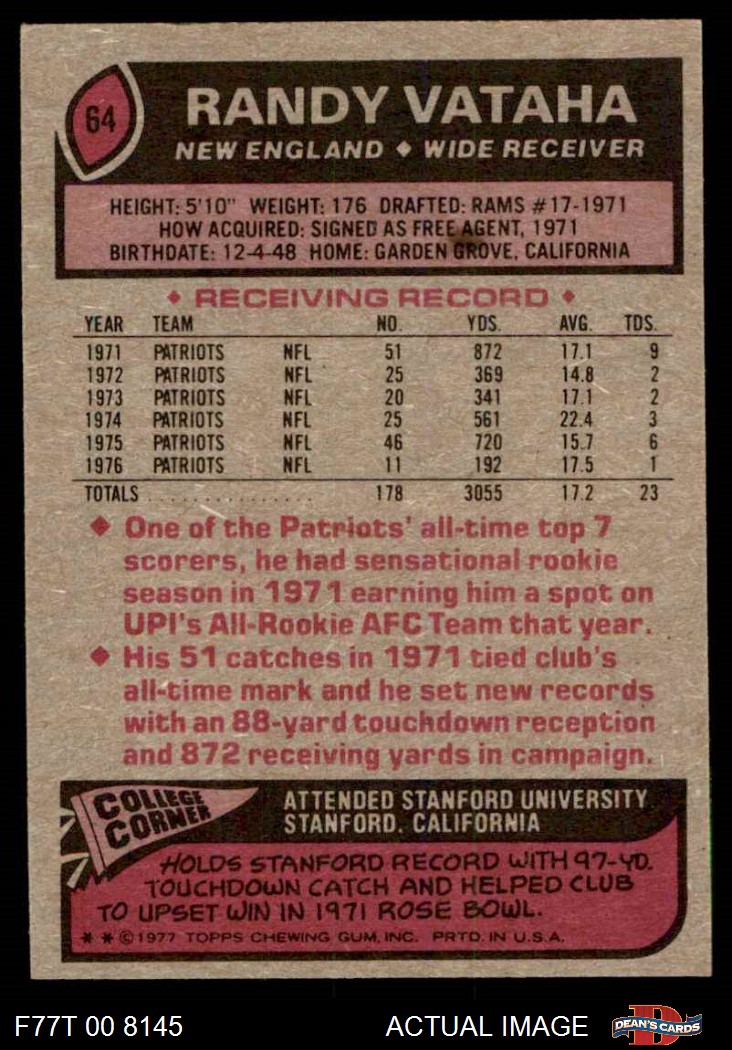 64
RANDY VATAHA
NEW ENGLAND ♦ WIDE RECEIVER
HEIGHT: 5'10" WEIGHT: 176 DRAFTED: RAMS #17-1971
HOW ACQUIRED: SIGNED AS FREE AGENT, 1971
BIRTHDATE: 12-4-48 HOME: GARDEN GROVE, CALIFORNIA
♦ RECEIVING RECORD ♦
YEAR TEAM NO. YDS. AVG. TDS.
1971 PATRIOTS NFL 51 872 17.1 9
1972 PATRIOTS NFL 25 369 14.8 2
1973 PATRIOTS NFL 20 341 17.1 2
1974 PATRIOTS NFL 25 561 22.4 3
1975 PATRIOTS NFL 46 720 15.7 6
1976 PATRIOTS NFL 11 192 17.5 1
TOTALS ................ 178 3055 17.2 23
♦ One of the Patriots' all-time top 7
scorers, he had sensational rookie
season in 1971 earning him a spot on
UPI's All-Rookie AFC Team that year.
♦ His 51 catches in 1971 tied club's
all-time mark and he set new records
with an 88-yard touchdown reception
and 872 receiving yards in campaign.
COLLEGE
CORNER
ATTENDED STANFORD UNIVERSITY
STANFORD, CALIFORNIA
HOLDS STANFORD RECORD WITH 97-YD.
TOUCHDOWN CATCH AND HELPED CLUB
TO UPSET WIN IN 1971 ROSE BOWL.
* * © 1977 TOPPS CHEWING GUM, INC. PRTD. IN U.S.A.
F77T 00 8145
ACTUAL IMAGE
D
DEAN'S CARDS